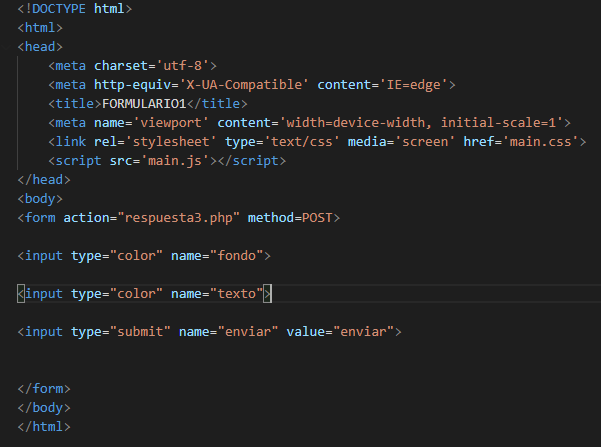 <!DOCTYPE html>
<html>
<head>
    <meta charset='utf-8'>
    <meta http-equiv='X-UA-Compatible' content='IE=edge'>
    <title>FORMULARIO1</title>
    <meta name='viewport' content='width=device-width, initial-scale=1'>
    <link rel='stylesheet' type='text/css' media='screen' href='main.css'>
    <script src='main.js'></script>
</head>
<body>
<form action="respuesta3.php" method=POST>
<input type="color" name="fondo">
<input type="color" name="texto">
<input type="submit" name="enviar" value="enviar">
</form>
</body>
</html>